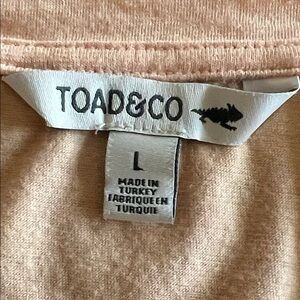 TOAD&CO
L
MADE IN
TURKEY
FABRIQUE EN
TURQUIE